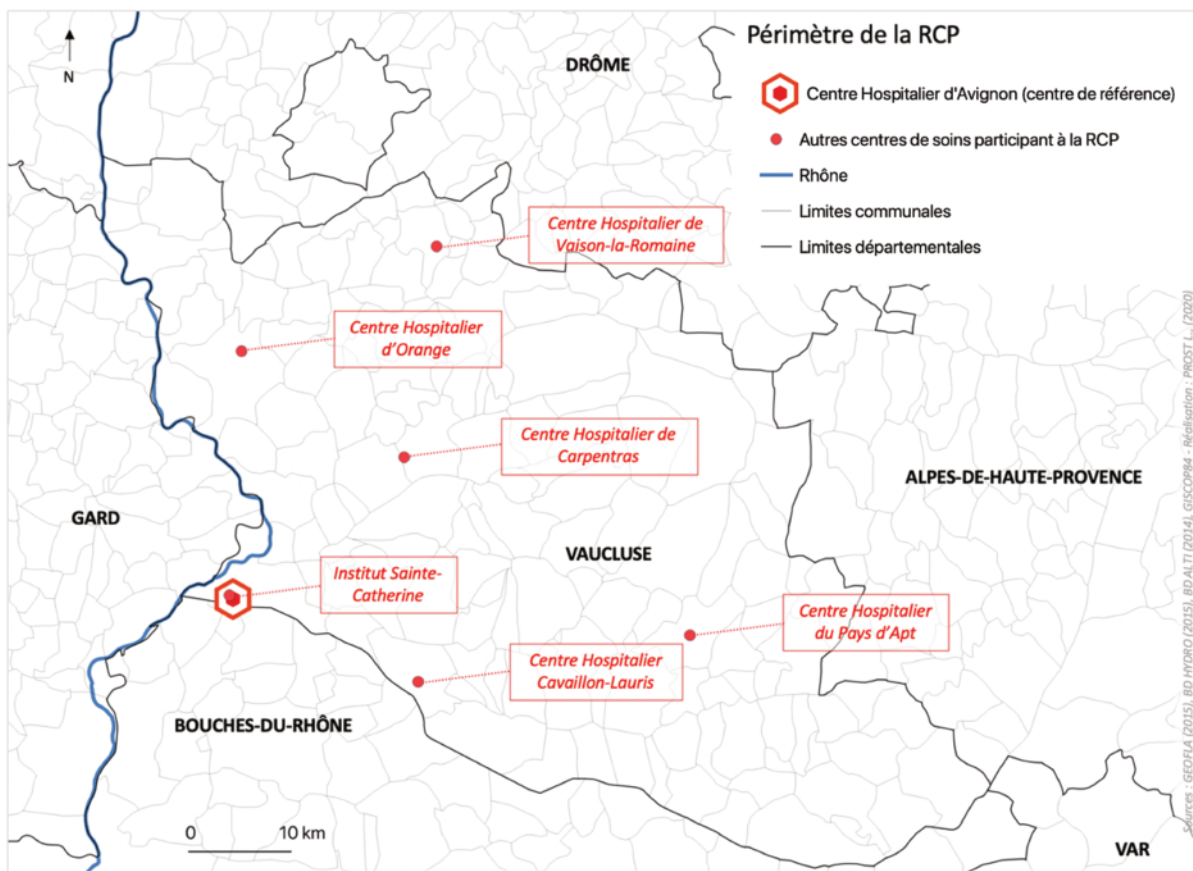 Périmètre de la RCP
Centre Hospitalier d'Avignon (centre de référence)
Autres centres de soins participant à la RCP
Rhône
Limites communales
Limites départementales
N
DRÔME
Centre Hospitalier de
Vaison-la-Romaine
Centre Hospitalier
d'Orange
Centre Hospitalier de
Carpentras
ALPES-DE-HAUTE-PROVENCE
GARD
VAUCLUSE
Institut Sainte-
Catherine
Centre Hospitalier
du Pays d'Apt
Centre Hospitalier
Cavaillon-Lauris
BOUCHES-DU-RHÔNE
0 10 km
VAR
Sources : GEOFLA (2015), BD HYDRO (2015), BD ALTI (2014), GISCOP84 - Réalisation : PROST L., (2020)